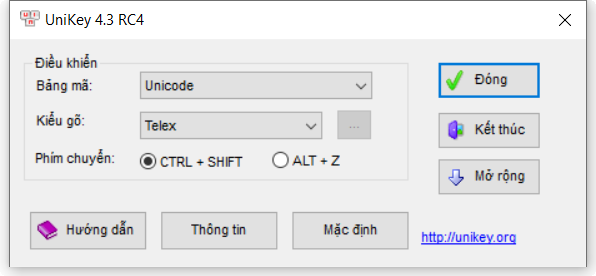 UniKey 4.3 RC4
Điều khiển
Bảng mã: Unicode
Kiểu gõ: Telex ...
Phím chuyển: CTRL + SHIFT ALT + Z
Đóng
Kết thúc
Mở rộng
Hướng dẫn Thông tin Mặc định http://unikey.org